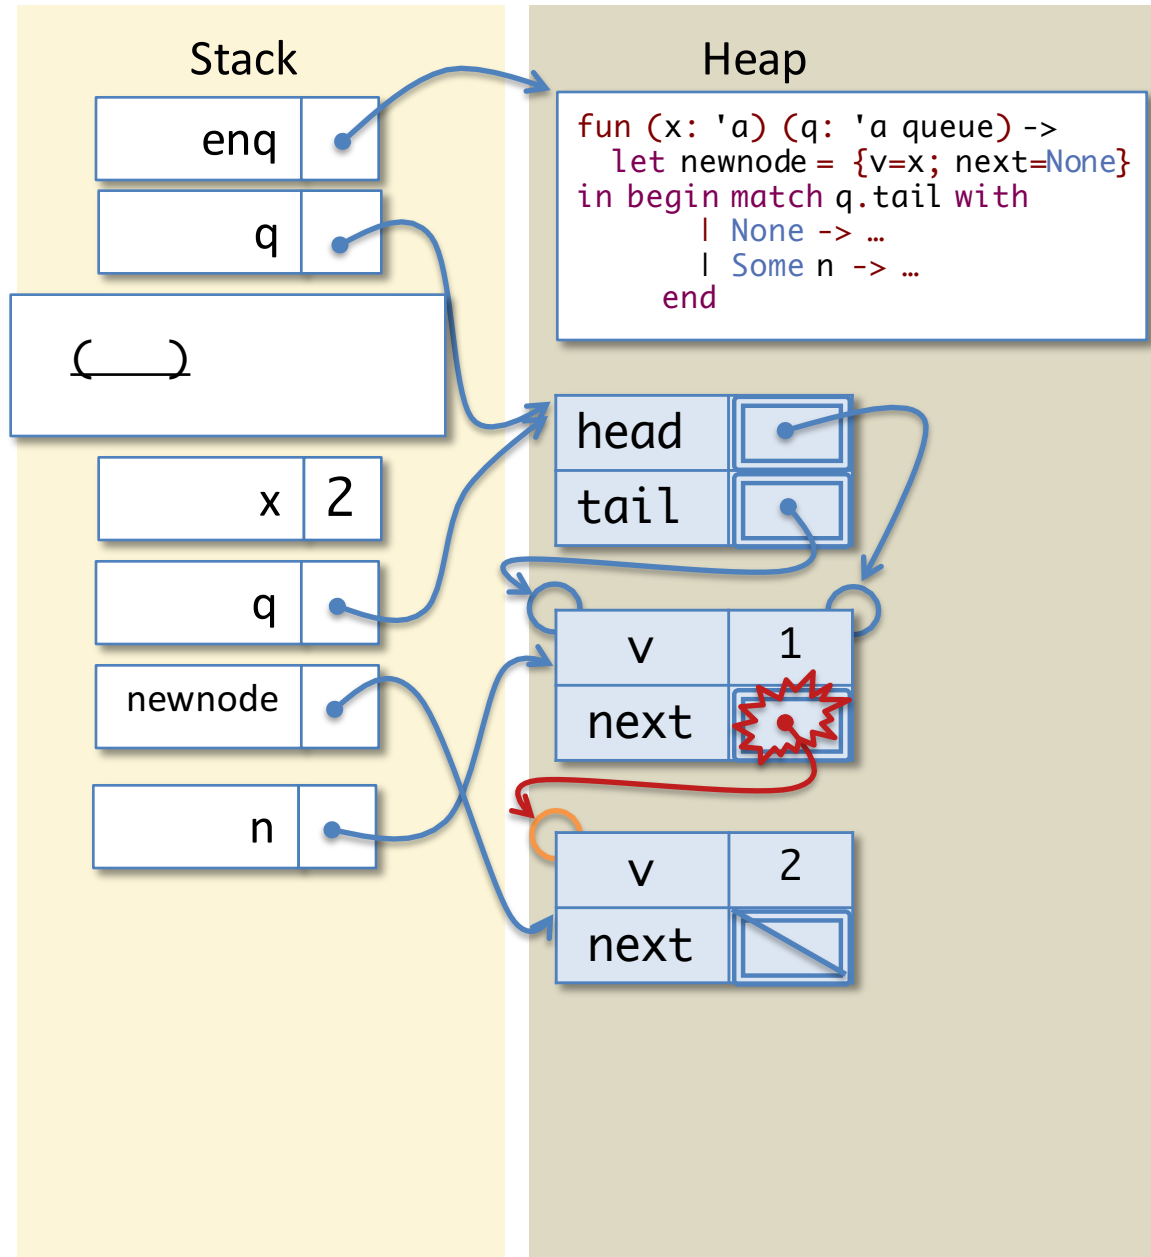 Stack
Heap
enq
q
(    )
x 2
q
newnode
n
fun (x: 'a) (q: 'a queue) ->
let newnode = {v=x; next=None}
in begin match q.tail with
| None -> …
| Some n -> …
end
head
tail
v 1
next
v 2
next